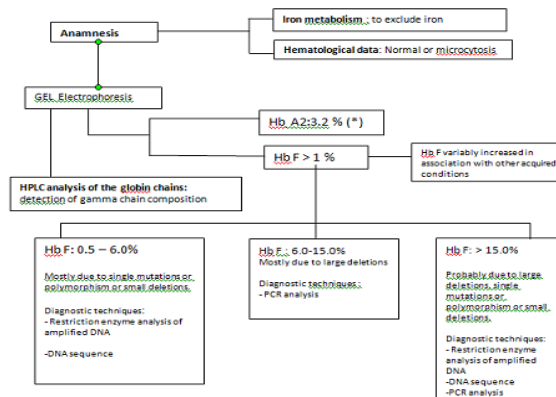 Anamnesis
Iron metabolism ; to exclude iron
Hematological data: Normal or microcytosis
GEL Electrophoresis
Hb A2:3.2 % (*)
Hb F > 1 %
Hb F variably increased in
association with other acquired
conditions
HPLC analysis of the globin chains:
detection of gamma chain composition
Hb F: 0.5 – 6.0%
Mostly due to single mutations or
polymorphism or small deletions.
Diagnostic techniques:
- Restriction enzyme analysis of
amplified DNA
-DNA sequence
Hb F : 6.0-15.0%
Mostly due to large deletions
Diagnostic techniques :
-PCR analysis
Hb F: > 15.0%
Probably due to large
deletions, single
mutations or
polymorphism or small
deletions.
Diagnostic techniques:
- Restriction enzyme
analysis of amplified
DNA
-DNA sequence
-PCR analysis